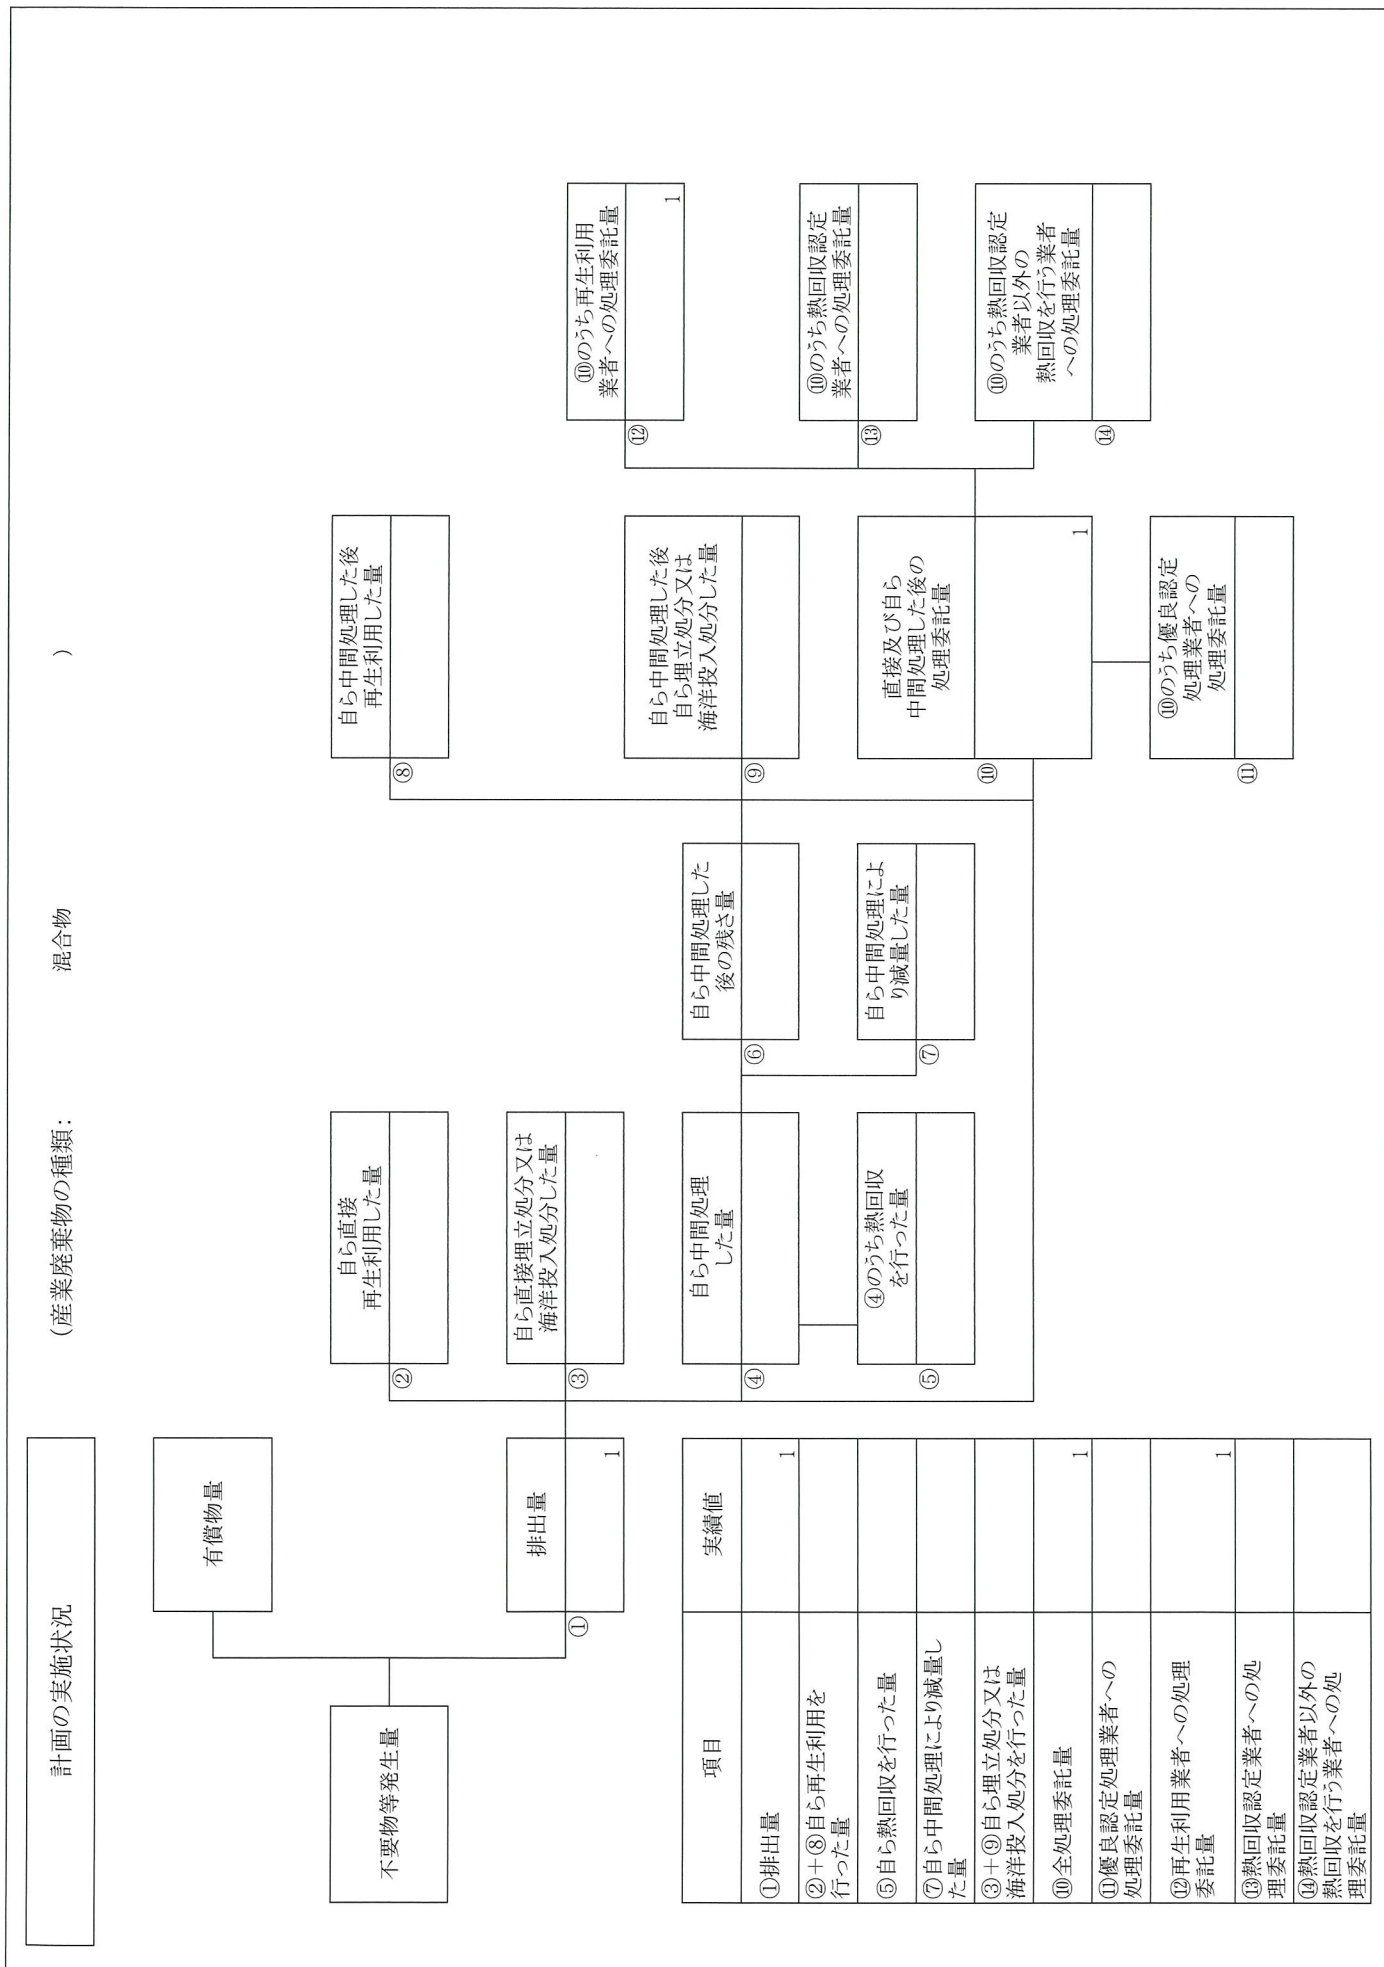 計画の実施状況
(産業廃棄物の種類:
混合物
)
有償物量
不要物等発生量
排出量
①
1
自ら直接
再生利用した量
②
自ら直接埋立処分又は
海洋投入処分した量
③
自ら中間処理
した量
④
④のうち熱回収
を行った量
⑤
自ら中間処理した
後の残さ量
⑥
自ら中間処理によ
り減量した量
⑦
自ら中間処理した後
再生利用した量
⑧
自ら中間処理した後
自ら埋立処分又は
海洋投入処分した量
⑨
直接及び自ら
中間処理した後の
処理委託量
⑩
1
⑩のうち優良認定
処理業者への
処理委託量
⑪
⑩のうち再生利用
業者への処理委託量
⑫
1
⑩のうち熱回収認定
業者への処理委託量
⑬
⑩のうち熱回収認定
業者以外の
熱回収を行う業者
への処理委託量
⑭
項目
実績値
①排出量
1
②+⑧自ら再生利用を
行った量
⑤自ら熱回収を行った量
⑦自ら中間処理により減量し
た量
③+⑨自ら埋立処分又は
海洋投入処分を行った量
⑩全処理委託量
1
⑪優良認定処理業者への
処理委託量
⑫再生利用業者への処理
委託量
1
⑬熱回収認定業者への処
理委託量
⑭熱回収認定業者以外の
熱回収を行う業者への処
理委託量